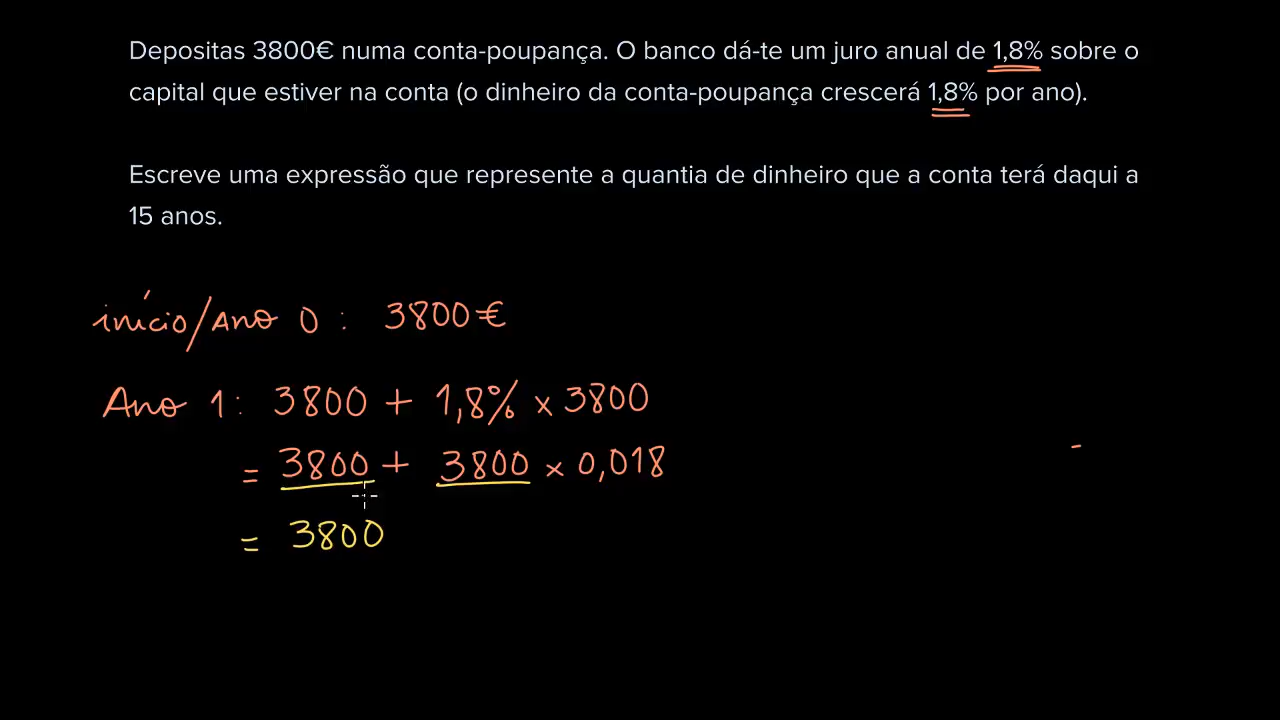 Depositas 3800€ numa conta-poupança. O banco dá-te um juro anual de 1,8% sobre o
capital que estiver na conta (o dinheiro da conta-poupança crescerá 1,8% por ano).
Escreve uma expressão que represente a quantia de dinheiro que a conta terá daqui a
15 anos.
início/Ano 0 : 3800€
Ano 1: 3800 + 1,8% x 3800
= 3800 + 3800 x 0,018
= 3800